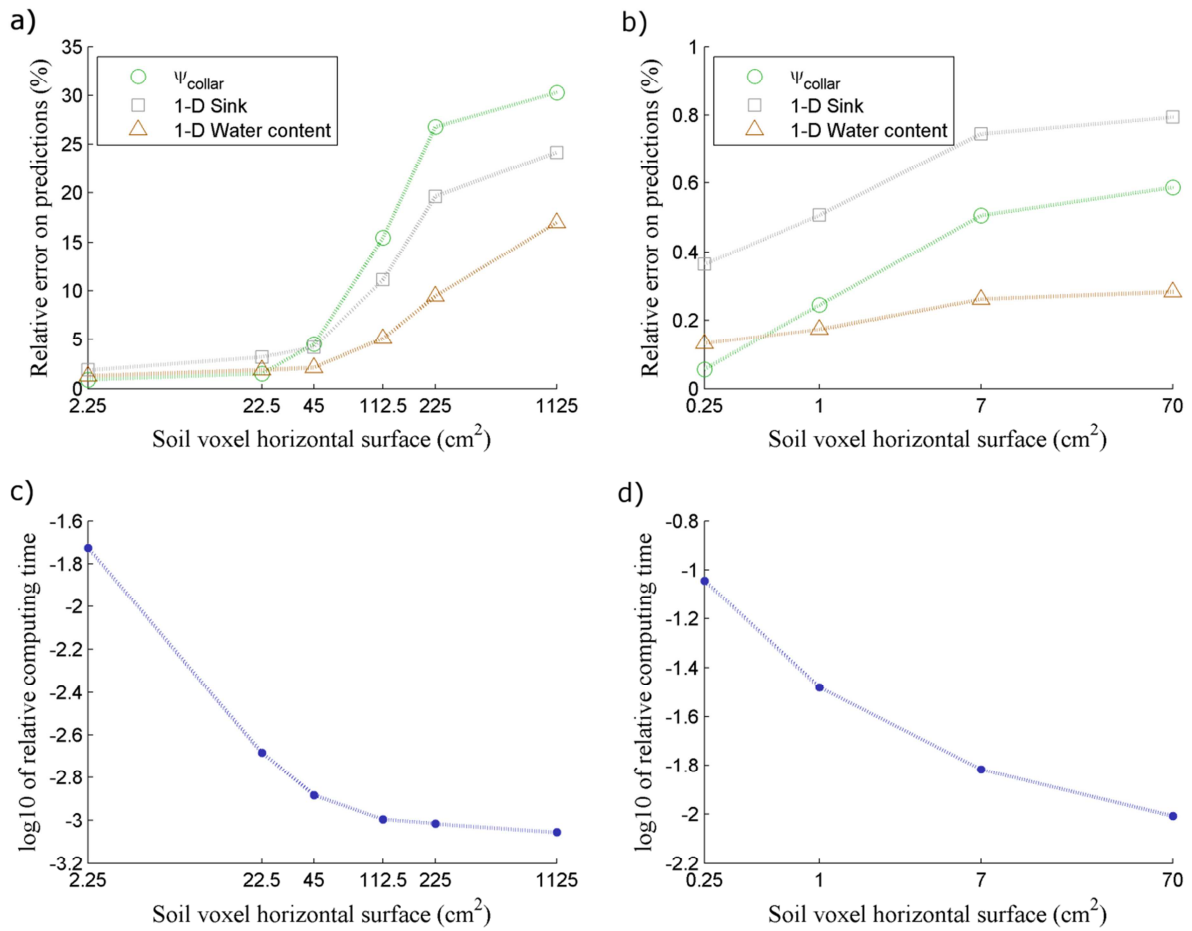 a)
35
30
25
20
15
10
5
0
Relative error on predictions (%)
ψcollar
1-D Sink
1-D Water content
2.25 22.5 45 112.5 225 1125
Soil voxel horizontal surface (cm²)
b)
1
0.8
0.6
0.4
0.2
0
Relative error on predictions (%)
ψcollar
1-D Sink
1-D Water content
0.25 1 7 70
Soil voxel horizontal surface (cm²)
c)
-1.6
-1.8
-2
-2.2
-2.4
-2.6
-2.8
-3
-3.2
log10 of relative computing time
2.25 22.5 45 112.5 225 1125
Soil voxel horizontal surface (cm²)
d)
-0.8
-1
-1.2
-1.4
-1.6
-1.8
-2
-2.2
log10 of relative computing time
0.25 1 7 70
Soil voxel horizontal surface (cm²)